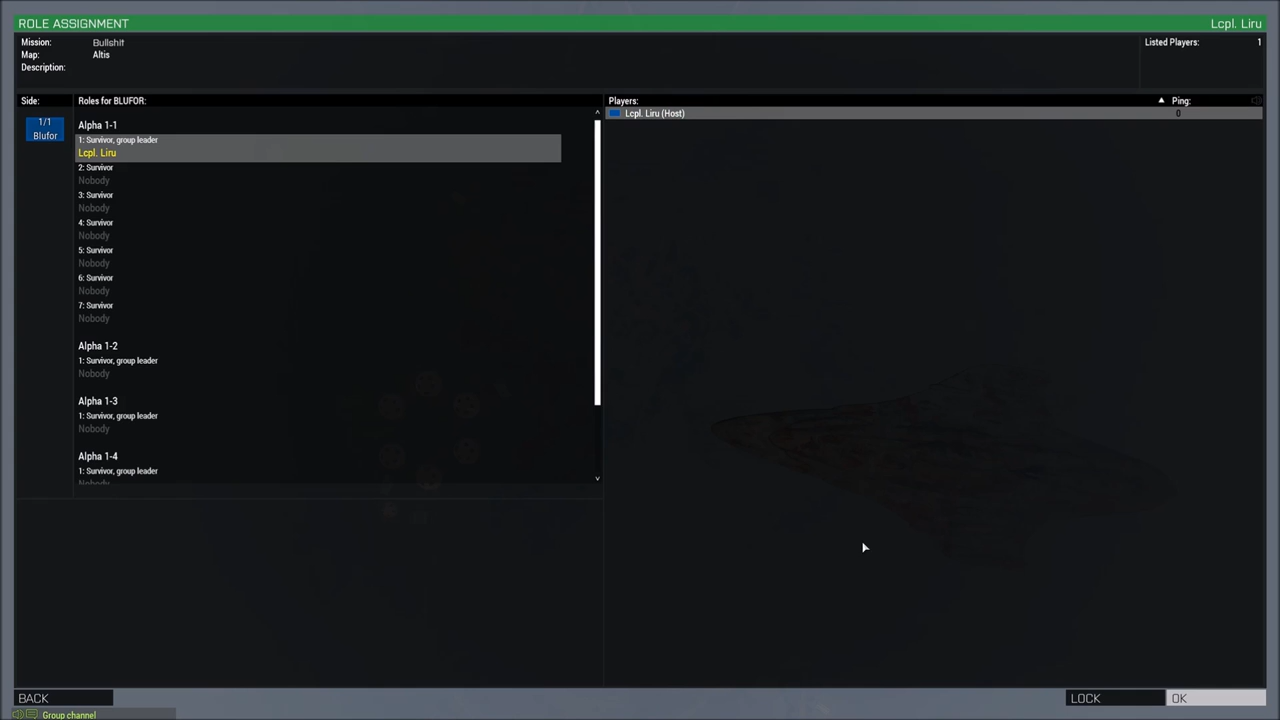 ROLE ASSIGNMENT
Lcpl. Liru
Mission: Bullshit
Listed Players: 1
Map: Altis
Description:
Side:
Roles for BLUFOR:
Players:
Ping:
1/1
Blufor
Alpha 1-1
1: Survivor, group leader
Lcpl. Liru
2: Survivor
Nobody
3: Survivor
Nobody
4: Survivor
Nobody
5: Survivor
Nobody
6: Survivor
Nobody
7: Survivor
Nobody
Alpha 1-2
1: Survivor, group leader
Nobody
Alpha 1-3
1: Survivor, group leader
Nobody
Alpha 1-4
1: Survivor, group leader
Nobody
Lcpl. Liru (Host)
0
BACK
LOCK
OK
Group channel